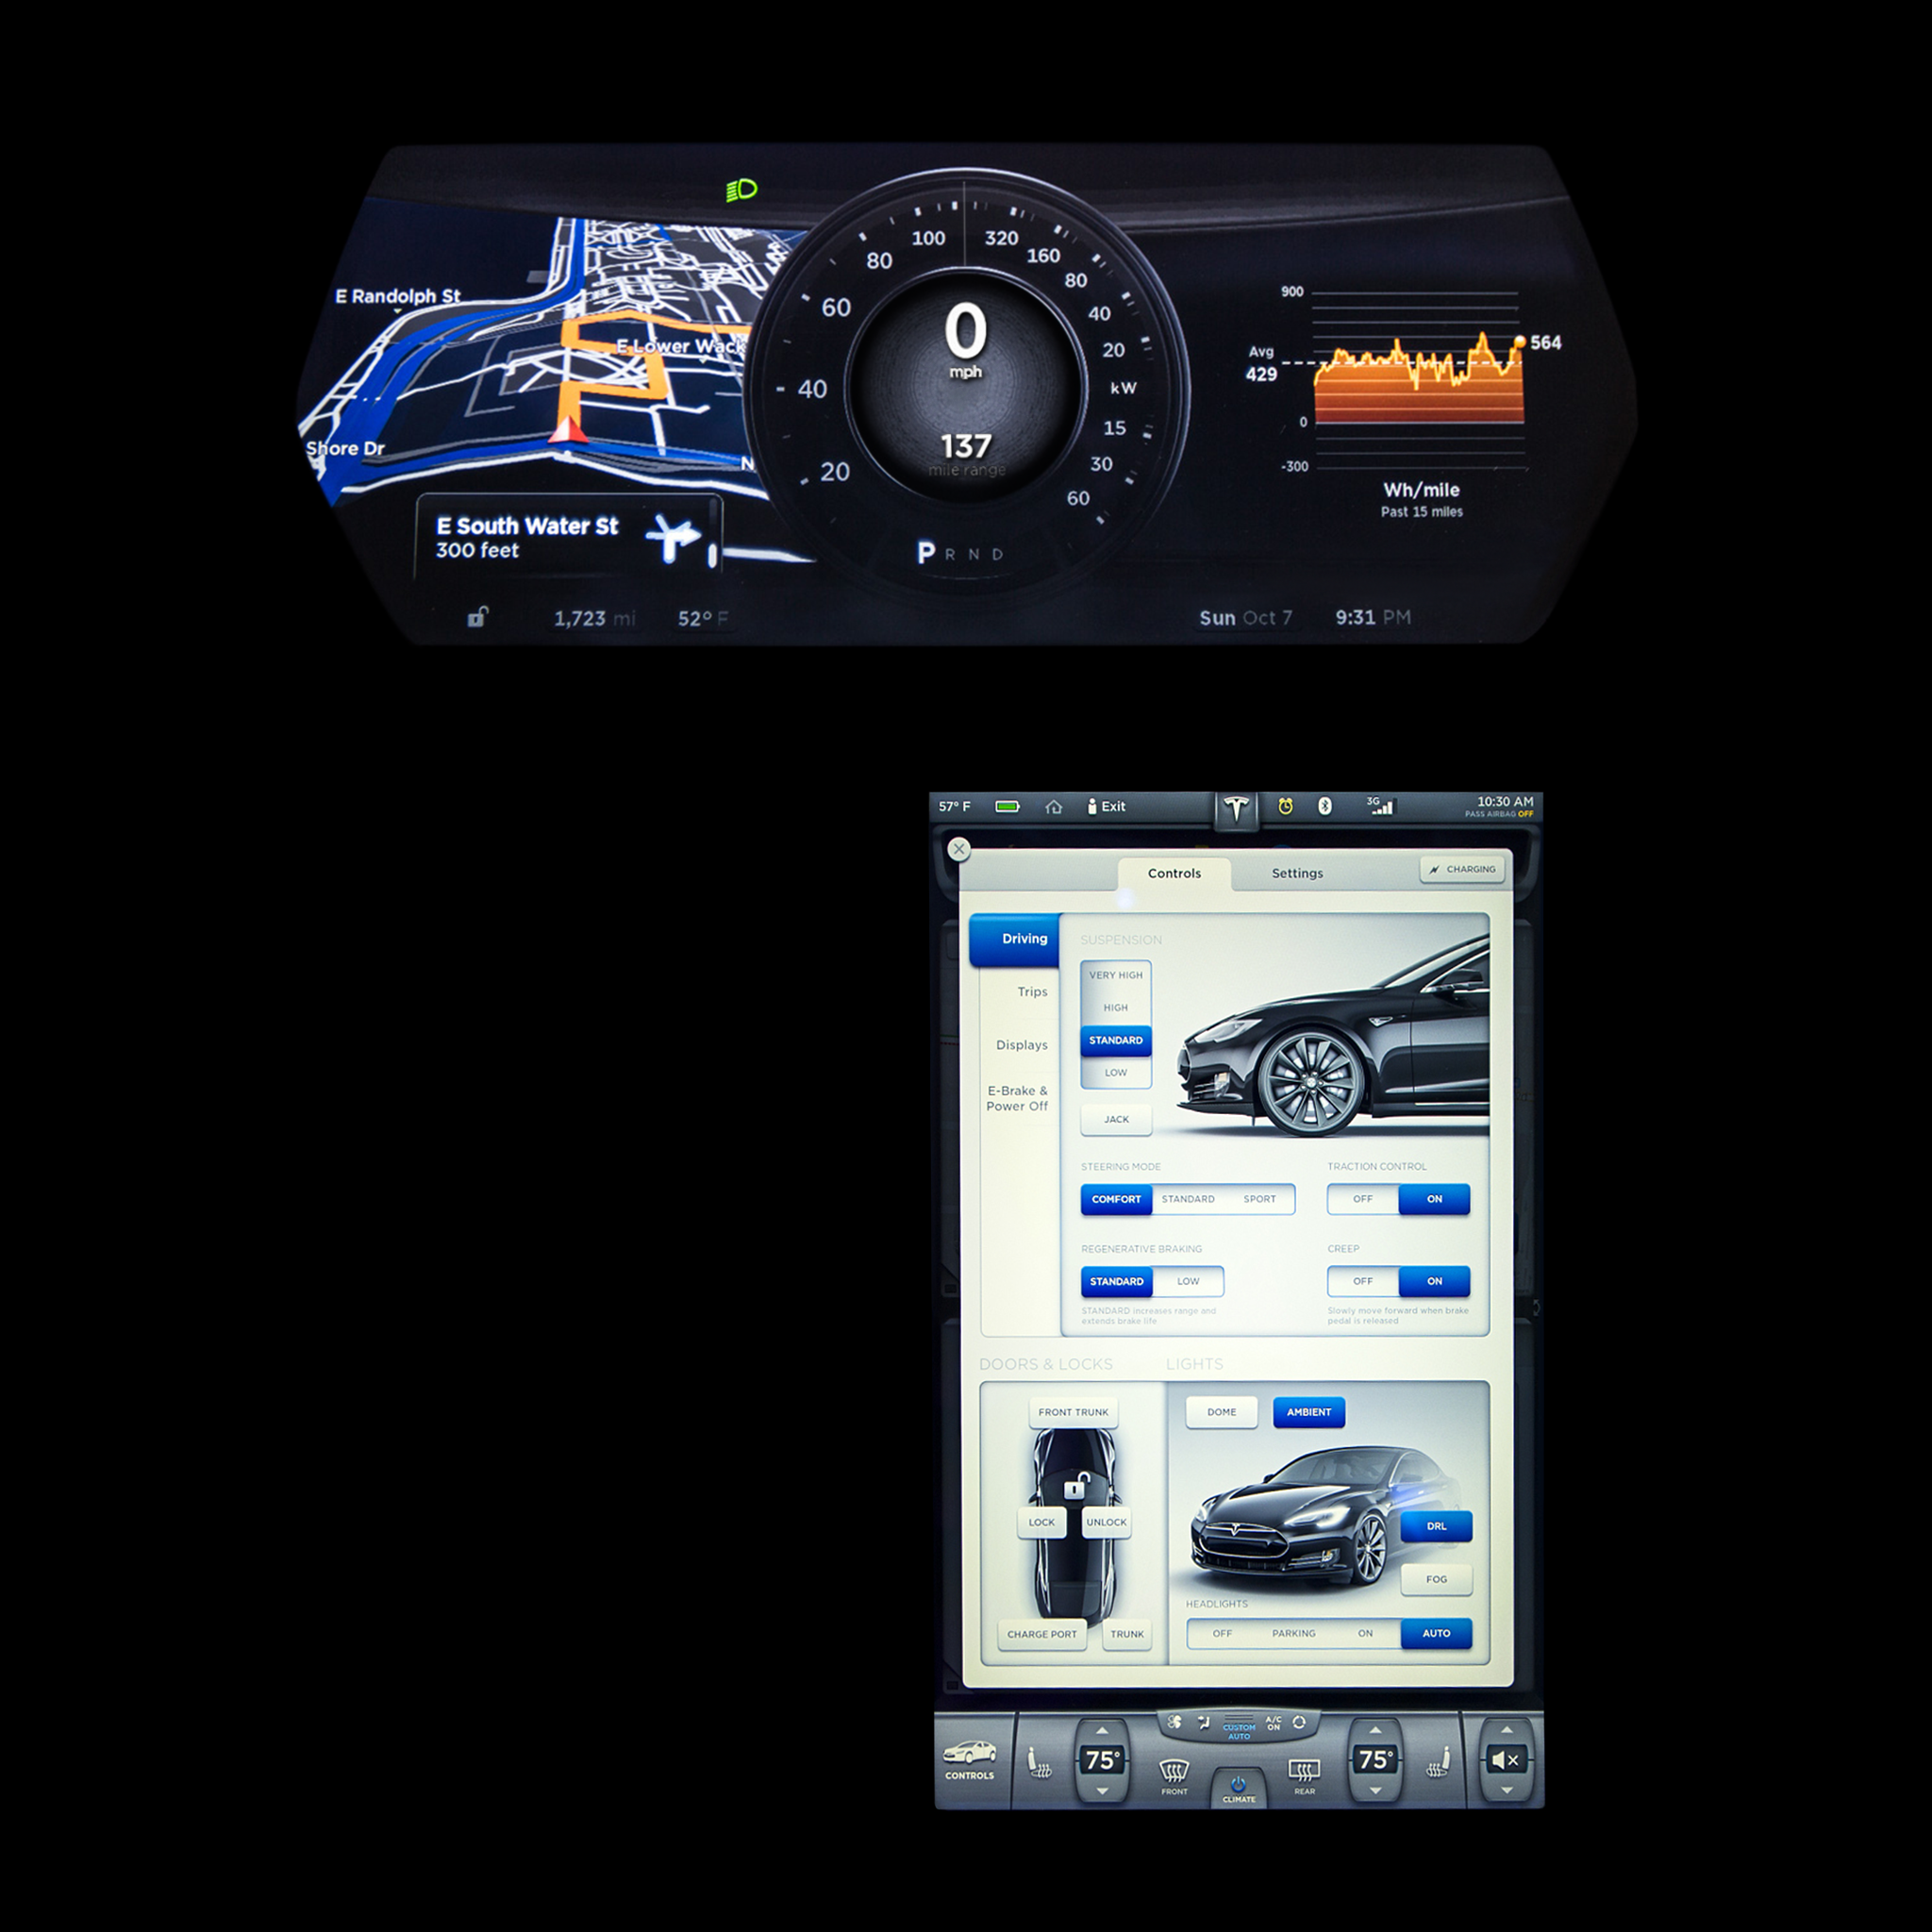 E Randolph St
E Lower Wack
Shore Dr
N
E South Water St
300 feet
1,723 mi
52° F
20
40
60
80
100
320
160
80
40
20
kW
15
30
60
0
mph
137
mile range
P R N D
900
Avg
429
564
0
-300
Wh/mile
Past 15 miles
Sun Oct 7
9:31 PM
57° F
Exit
3G
10:30 AM
PASS AIRBAG OFF
Controls
Settings
CHARGING
Driving
Trips
Displays
E-Brake &
Power Off
SUSPENSION
VERY HIGH
HIGH
STANDARD
LOW
JACK
STEERING MODE
COMFORT STANDARD SPORT
TRACTION CONTROL
OFF ON
REGENERATIVE BRAKING
STANDARD LOW
STANDARD increases range and
extends brake life
CREEP
OFF ON
Slowly move forward when brake
pedal is released
DOORS & LOCKS
FRONT TRUNK
LOCK UNLOCK
CHARGE PORT TRUNK
LIGHTS
DOME AMBIENT
DRL
FOG
HEADLIGHTS
OFF PARKING ON AUTO
CONTROLS
75°
CUSTOM
AUTO
A/C
ON
FRONT
CLIMATE
REAR
75°